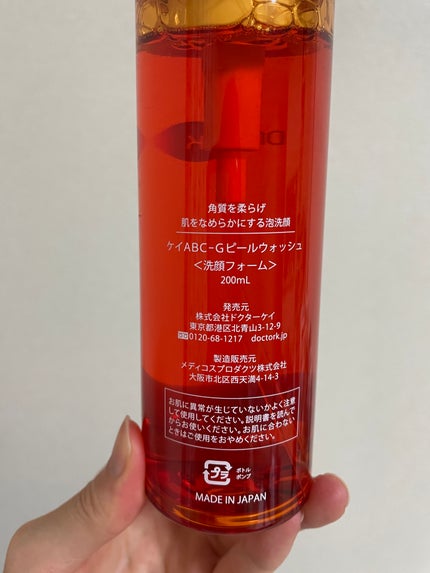 角質を柔らげ
肌をなめらかにする泡洗顔
ケイABC-Gピールウォッシュ
＜洗顔フォーム＞
200mL
発売元
株式会社ドクターケイ
東京都港区北青山3-12-9
0120-68-1217 doctork.jp
製造販売元
メディコスプロダクツ株式会社
大阪市北区西天満4-14-3
お肌に異常が生じていないかよく注意
して使用してください。説明書を読んで
からお使いください。お肌に合わない
ときはご使用をおやめください。
プラ
ボトル
ポンプ
MADE IN JAPAN